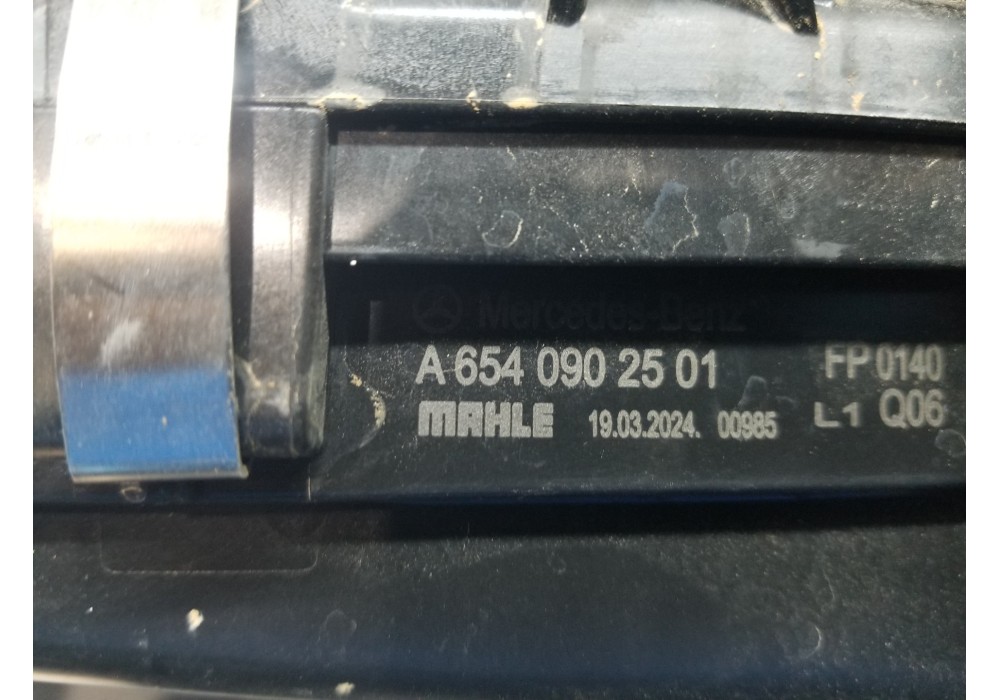 Mercedes-Benz
A 654 090 25 01 FP 0140
MAHLE 19.03.2024. 00985 L1 Q06